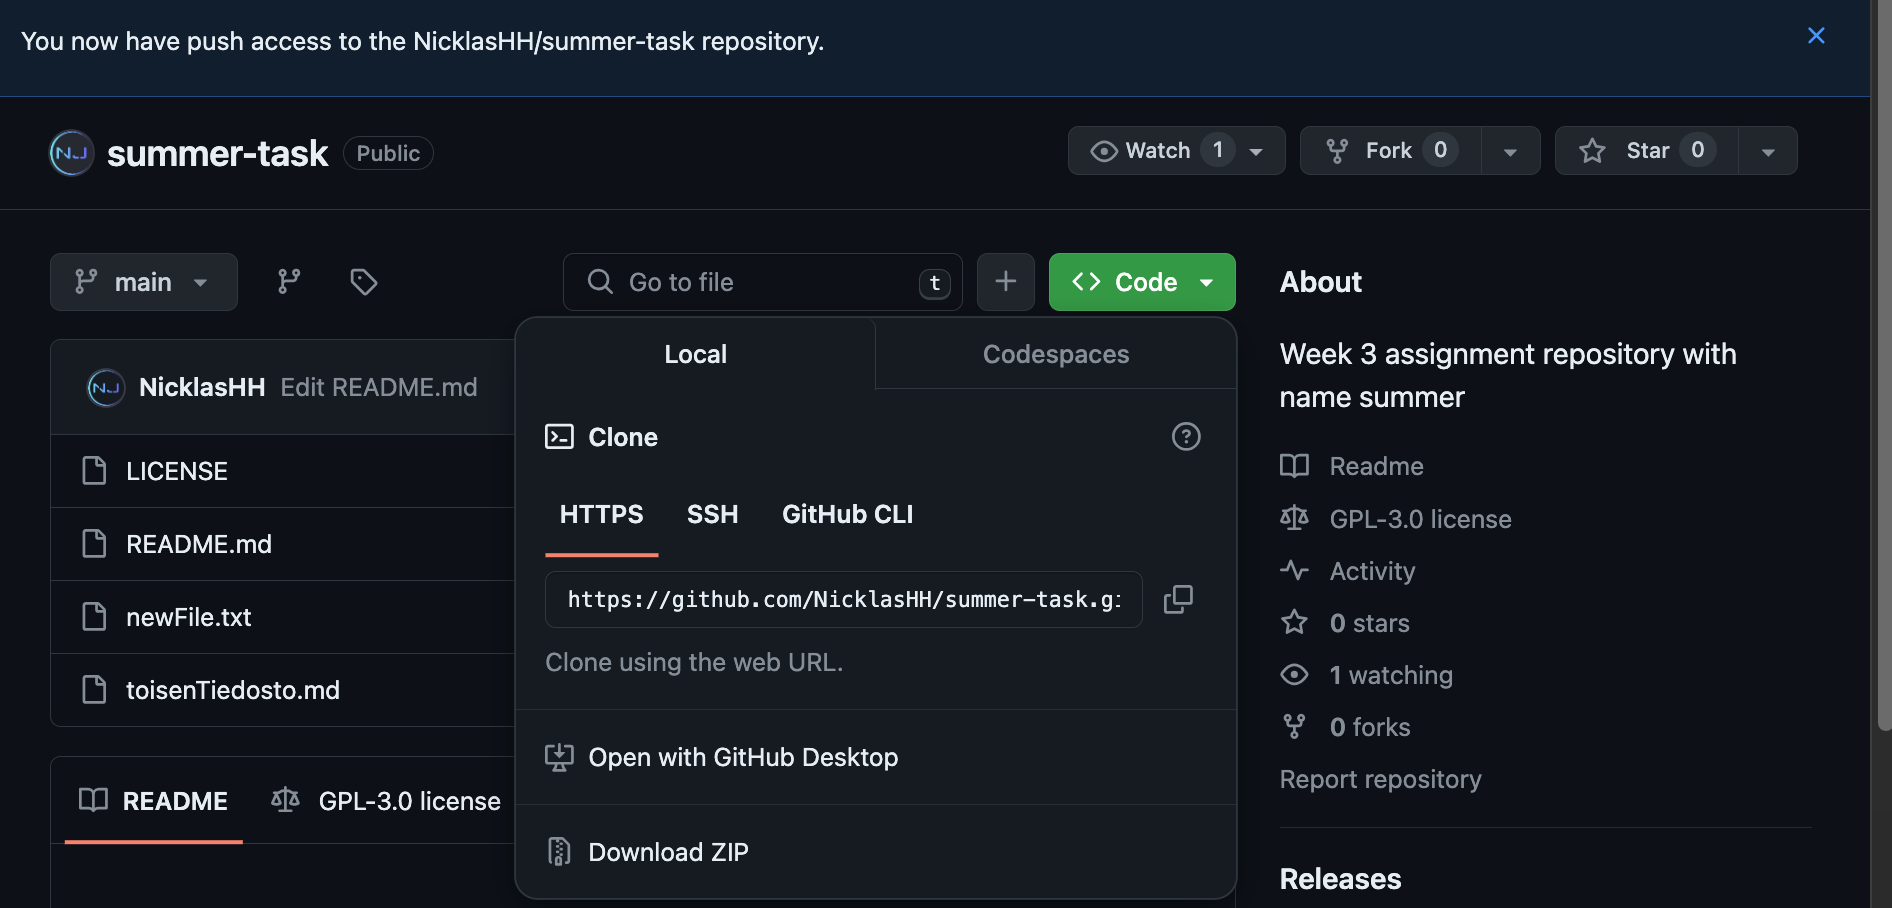 You now have push access to the NicklasHH/summer-task repository.
NJ summer-task Public
Watch 1
Fork 0
Star 0
main
Go to file t
+
<> Code
NJ NicklasHH Edit README.md
LICENSE
README.md
newFile.txt
toisenTiedosto.md
README
GPL-3.0 license
Local
Codespaces
Clone
HTTPS
SSH
GitHub CLI
https://github.com/NicklasHH/summer-task.gi
Clone using the web URL.
Open with GitHub Desktop
Download ZIP
About
Week 3 assignment repository with
name summer
Readme
GPL-3.0 license
Activity
0 stars
1 watching
0 forks
Report repository
Releases